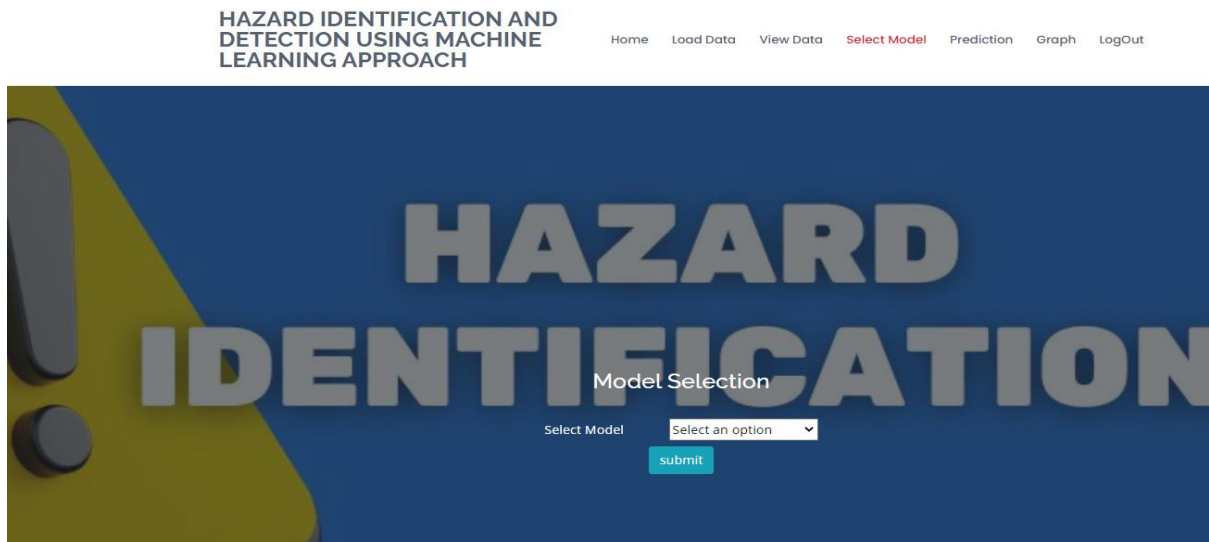 HAZARD IDENTIFICATION AND
DETECTION USING MACHINE
LEARNING APPROACH
Home Load Data View Data Select Model Prediction Graph LogOut
HAZARD
IDENTIFICATION
Model Selection
Select Model Select an option
submit